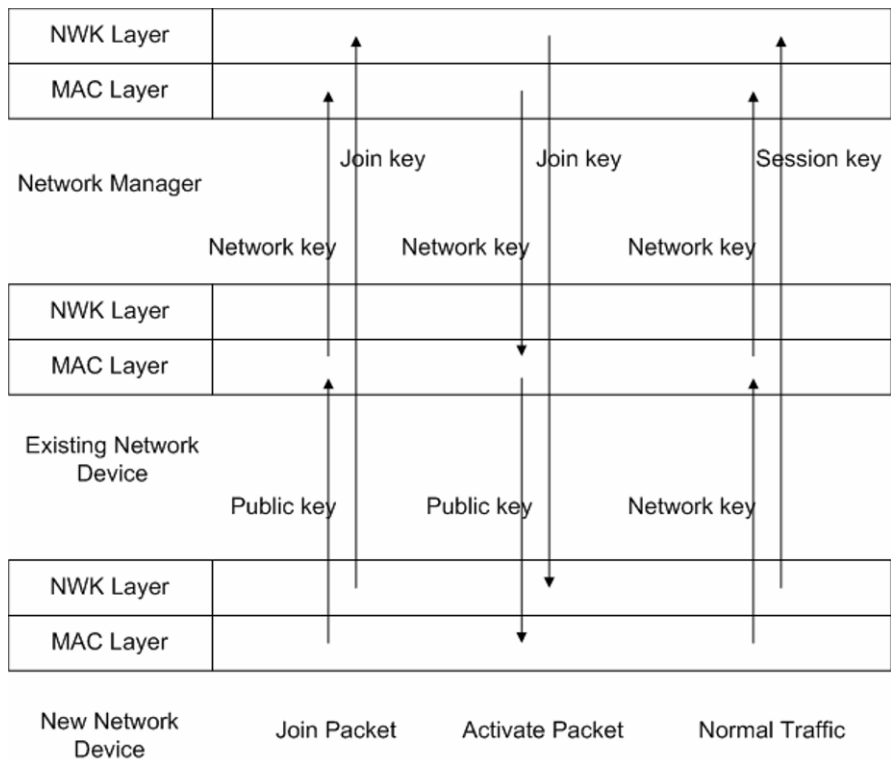 NWK Layer
MAC Layer
Join key
Join key
Session key
Network Manager
Network key
Network key
Network key
NWK Layer
MAC Layer
Existing Network
Device
Public key
Public key
Network key
NWK Layer
MAC Layer
New Network
Device
Join Packet
Activate Packet
Normal Traffic